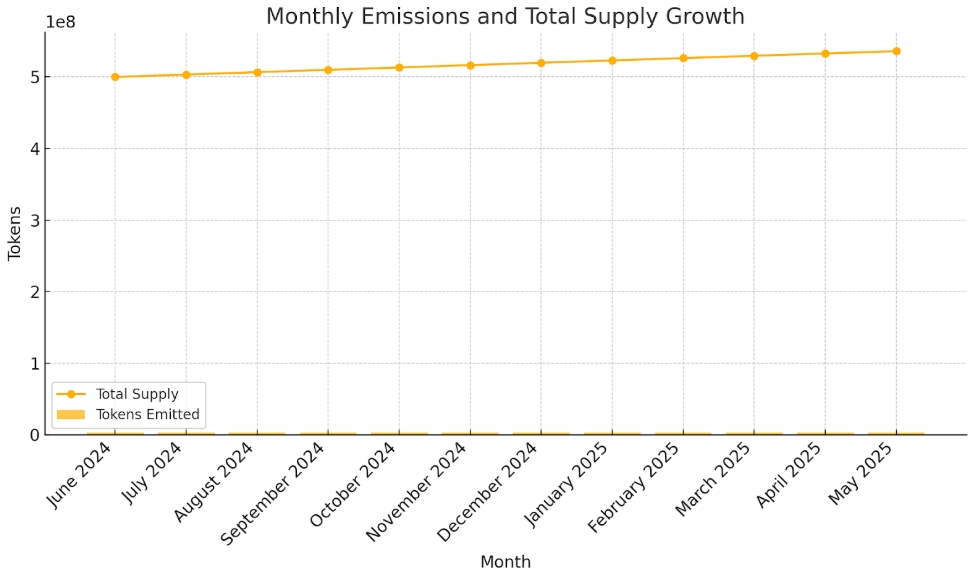 Monthly Emissions and Total Supply Growth
1e8
5
4
3
2
1
0
Tokens
Total Supply
Tokens Emitted
June 2024
July 2024
August 2024
September 2024
October 2024
November 2024
December 2024
January 2025
February 2025
March 2025
April 2025
May 2025
Month